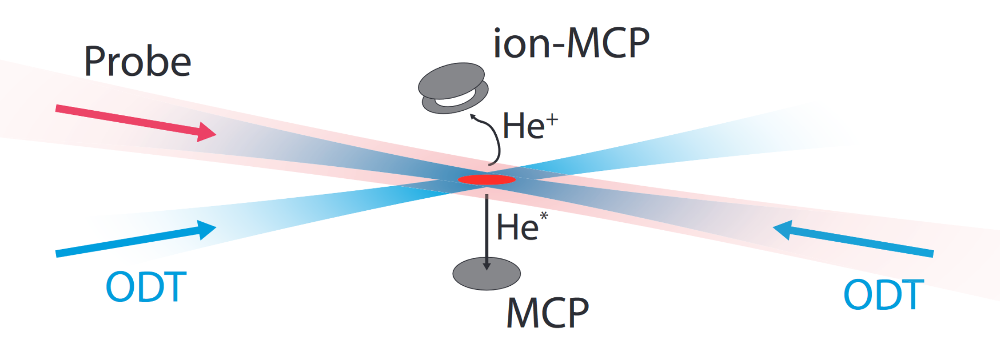 ion-MCP
Probe
He⁺
He*
ODT
ODT
MCP